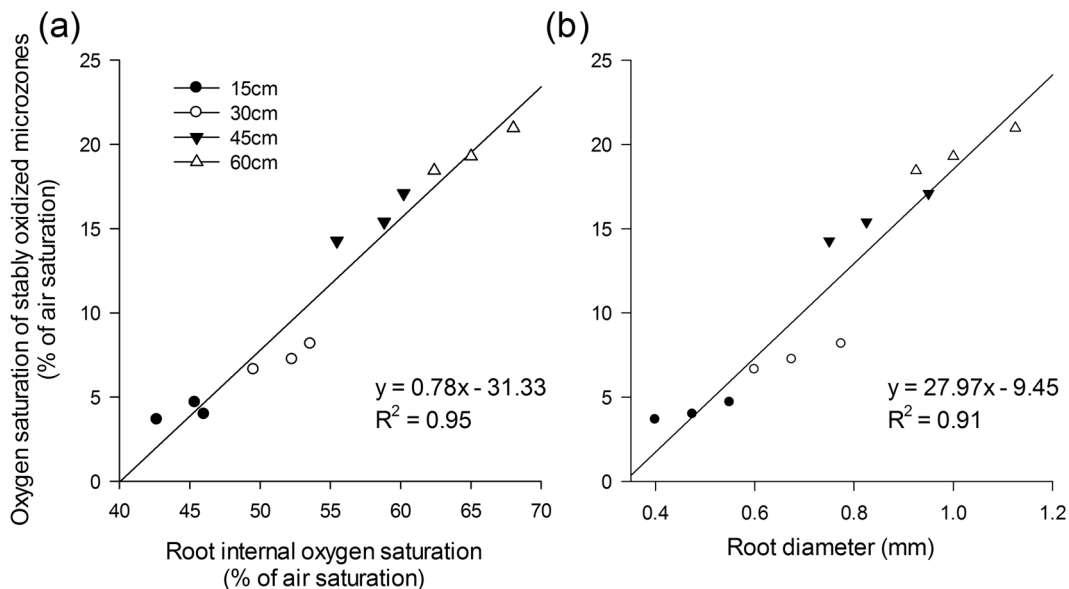 (a)
Oxygen saturation of stably oxidized microzones
(% of air saturation)
25
20
15
10
5
0
15cm
30cm
45cm
60cm
y = 0.78x - 31.33
R² = 0.95
40 45 50 55 60 65 70
Root internal oxygen saturation
(% of air saturation)
(b)
25
20
15
10
5
0
y = 27.97x - 9.45
R² = 0.91
0.4 0.6 0.8 1.0 1.2
Root diameter (mm)